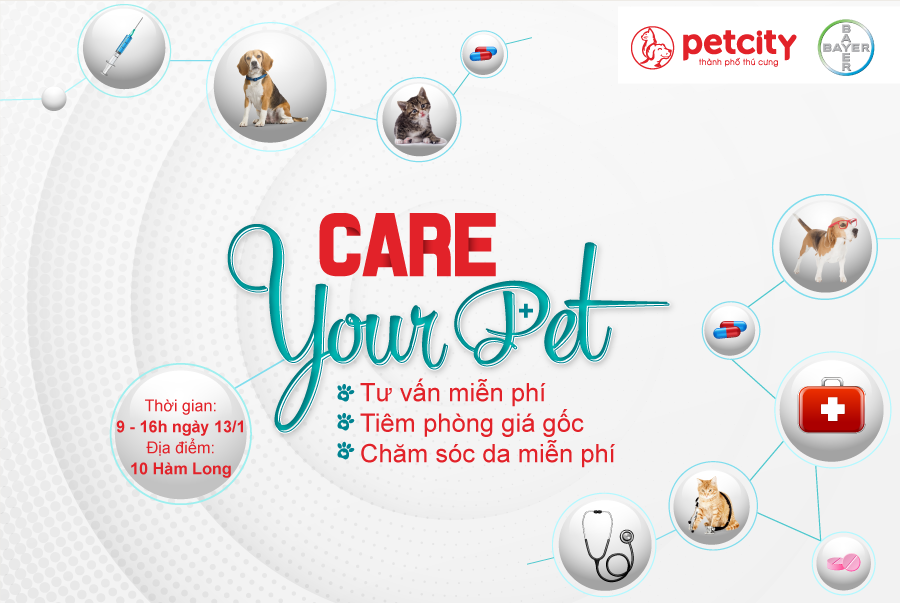 petcity
thành phố thú cưng
BAYER
BAYER
CARE
Your Pet
Tư vấn miễn phí
Tiêm phòng giá gốc
Chăm sóc da miễn phí
Thời gian:
9 - 16h ngày 13/1
Địa điểm:
10 Hàm Long